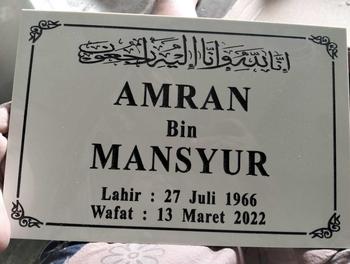 إنا لله وإنا إليه راجعون
AMRAN
Bin
MANSYUR
Lahir : 27 Juli 1966
Wafat : 13 Maret 2022